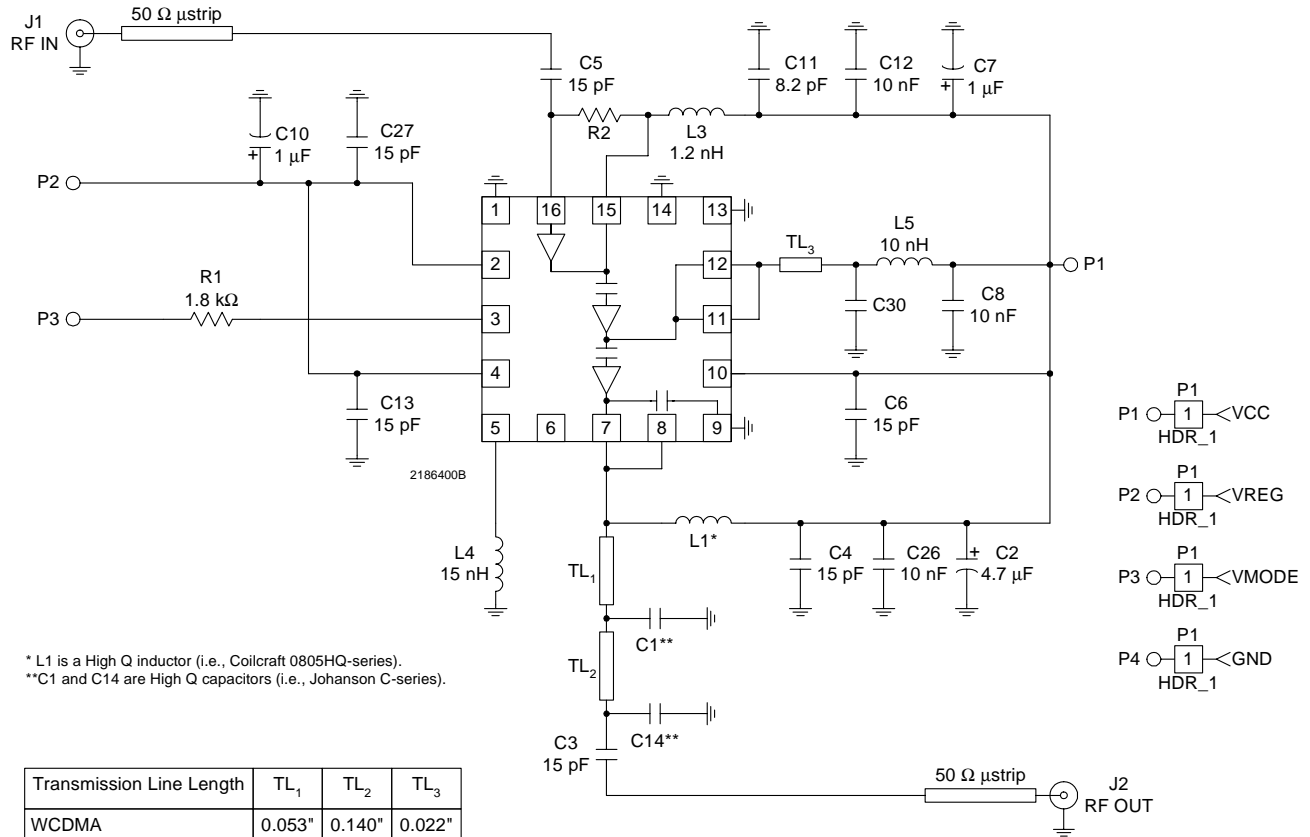 J1
RF IN
50 Ω μstrip
C5
15 pF
R2
L3
1.2 nH
C11
8.2 pF
C12
10 nF
C7
1 μF
+
C10
1 μF
+
C27
15 pF
P2
1
16
15
14
13
2
12
TL3
L5
10 nH
P1
R1
1.8 kΩ
P3
3
11
C30
C8
10 nF
4
10
C13
15 pF
C6
15 pF
5
6
7
8
9
2186400B
P1
P1
1
VCC
HDR_1
P1
P2
1
VREG
HDR_1
P1
P3
1
VMODE
HDR_1
P1
P4
1
GND
HDR_1
L4
15 nH
L1*
C4
15 pF
C26
10 nF
+
C2
4.7 μF
TL1
C1**
TL2
C14**
C3
15 pF
50 Ω μstrip
J2
RF OUT
* L1 is a High Q inductor (i.e., Coilcraft 0805HQ-series).
**C1 and C14 are High Q capacitors (i.e., Johanson C-series).
Transmission Line Length TL1 TL2 TL3
WCDMA 0.053" 0.140" 0.022"